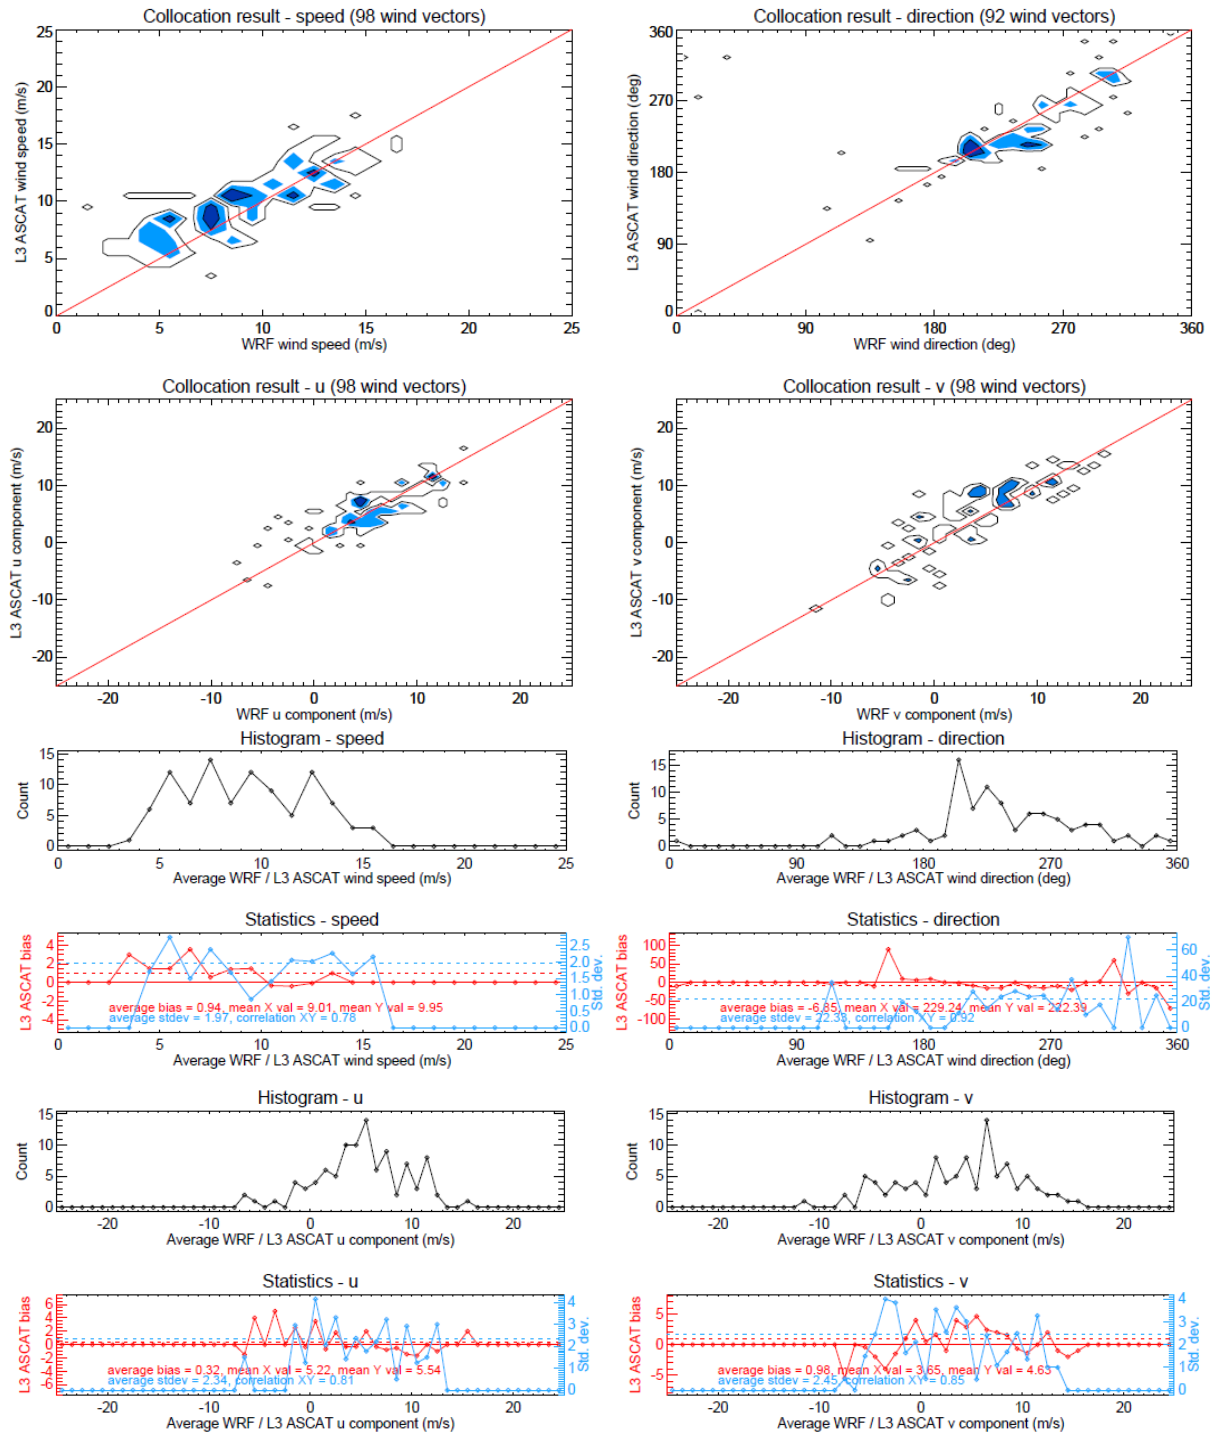 Collocation result - speed (98 wind vectors)
25
20
15
10
5
0
L3 ASCAT wind speed (m/s)
0 5 10 15 20 25
WRF wind speed (m/s)
Collocation result - direction (92 wind vectors)
360
270
180
90
0
L3 ASCAT wind direction (deg)
0 90 180 270 360
WRF wind direction (deg)
Collocation result - u (98 wind vectors)
20
10
0
-10
-20
L3 ASCAT u component (m/s)
-20 -10 0 10 20
WRF u component (m/s)
Collocation result - v (98 wind vectors)
20
10
0
-10
-20
L3 ASCAT v component (m/s)
-20 -10 0 10 20
WRF v component (m/s)
Histogram - speed
15
10
5
0
Count
0 5 10 15 20 25
Average WRF / L3 ASCAT wind speed (m/s)
Histogram - direction
15
10
5
0
Count
0 90 180 270 360
Average WRF / L3 ASCAT wind direction (deg)
Statistics - speed
4
2
0
-2
-4
L3 ASCAT bias
2.5
2.0
1.5
1.0
0.5
0.0
Std. dev.
average bias = 0.94, mean X val = 9.01, mean Y val = 9.95
average stdev = 1.97, correlation XY = 0.78
0 5 10 15 20 25
Average WRF / L3 ASCAT wind speed (m/s)
Statistics - direction
100
50
0
-50
-100
L3 ASCAT bias
60
40
20
0
Std. dev.
average bias = -6.85, mean X val = 229.24, mean Y val = 222.39
average stdev = 22.33, correlation XY = 0.92
0 90 180 270 360
Average WRF / L3 ASCAT wind direction (deg)
Histogram - u
15
10
5
0
Count
-20 -10 0 10 20
Average WRF / L3 ASCAT u component (m/s)
Histogram - v
15
10
5
0
Count
-20 -10 0 10 20
Average WRF / L3 ASCAT v component (m/s)
Statistics - u
6
4
2
0
-2
-4
-6
L3 ASCAT bias
4
3
2
1
0
Std. dev.
average bias = 0.32, mean X val = 5.22, mean Y val = 5.54
average stdev = 2.34, correlation XY = 0.81
-20 -10 0 10 20
Average WRF / L3 ASCAT u component (m/s)
Statistics - v
5
0
-5
L3 ASCAT bias
4
3
2
1
0
Std. dev.
average bias = 0.98, mean X val = 3.65, mean Y val = 4.63
average stdev = 2.45, correlation XY = 0.85
-20 -10 0 10 20
Average WRF / L3 ASCAT v component (m/s)